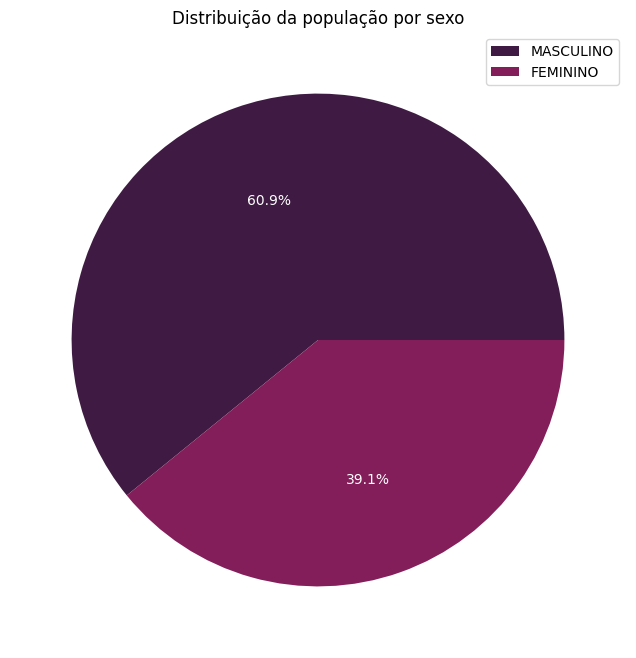 Distribuição da população por sexo
MASCULINO
FEMININO
60.9%
39.1%